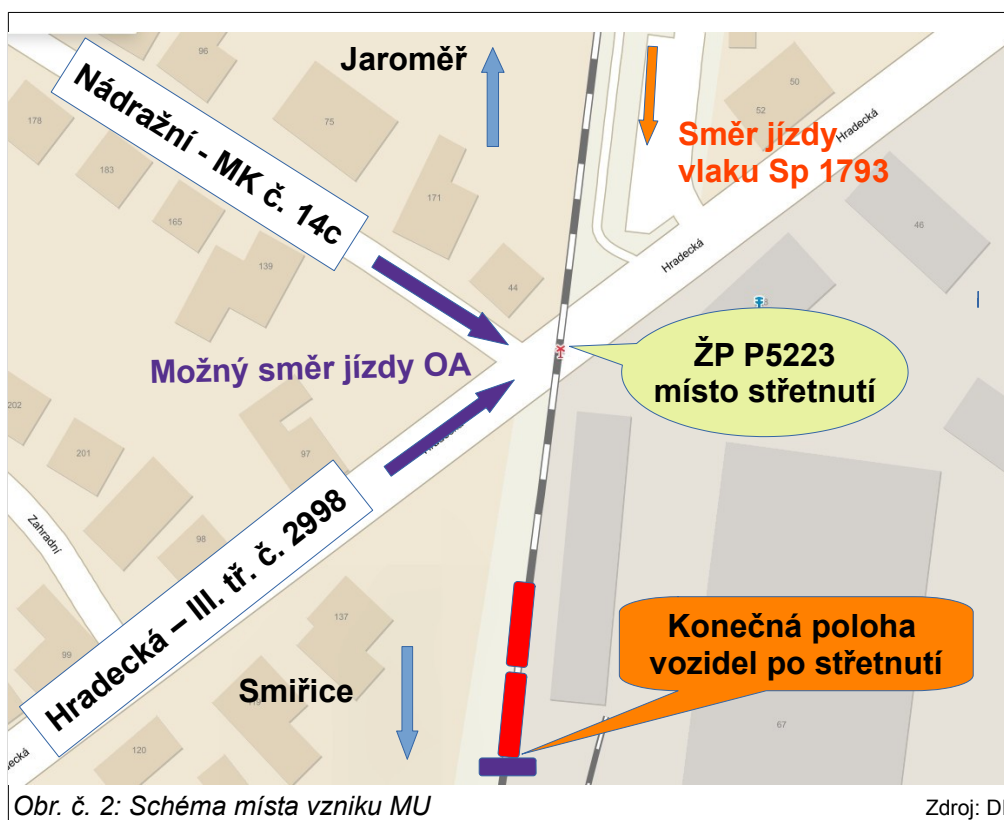 Jaroměř
Nádražní - MK č. 14c
Směr jízdy
vlaku Sp 1793
Hradecká
Hradecká
96
178
75
183
171
165
139
44
50
52
46
Možný směr jízdy OA
ŽP P5223
místo střetnutí
202
201
97
Zahradní
98
99
Hradecká – III. tř. č. 2998
137
120
Smiřice
Konečná poloha
vozidel po střetnutí
67
Obr. č. 2: Schéma místa vzniku MU
Zdroj: DI